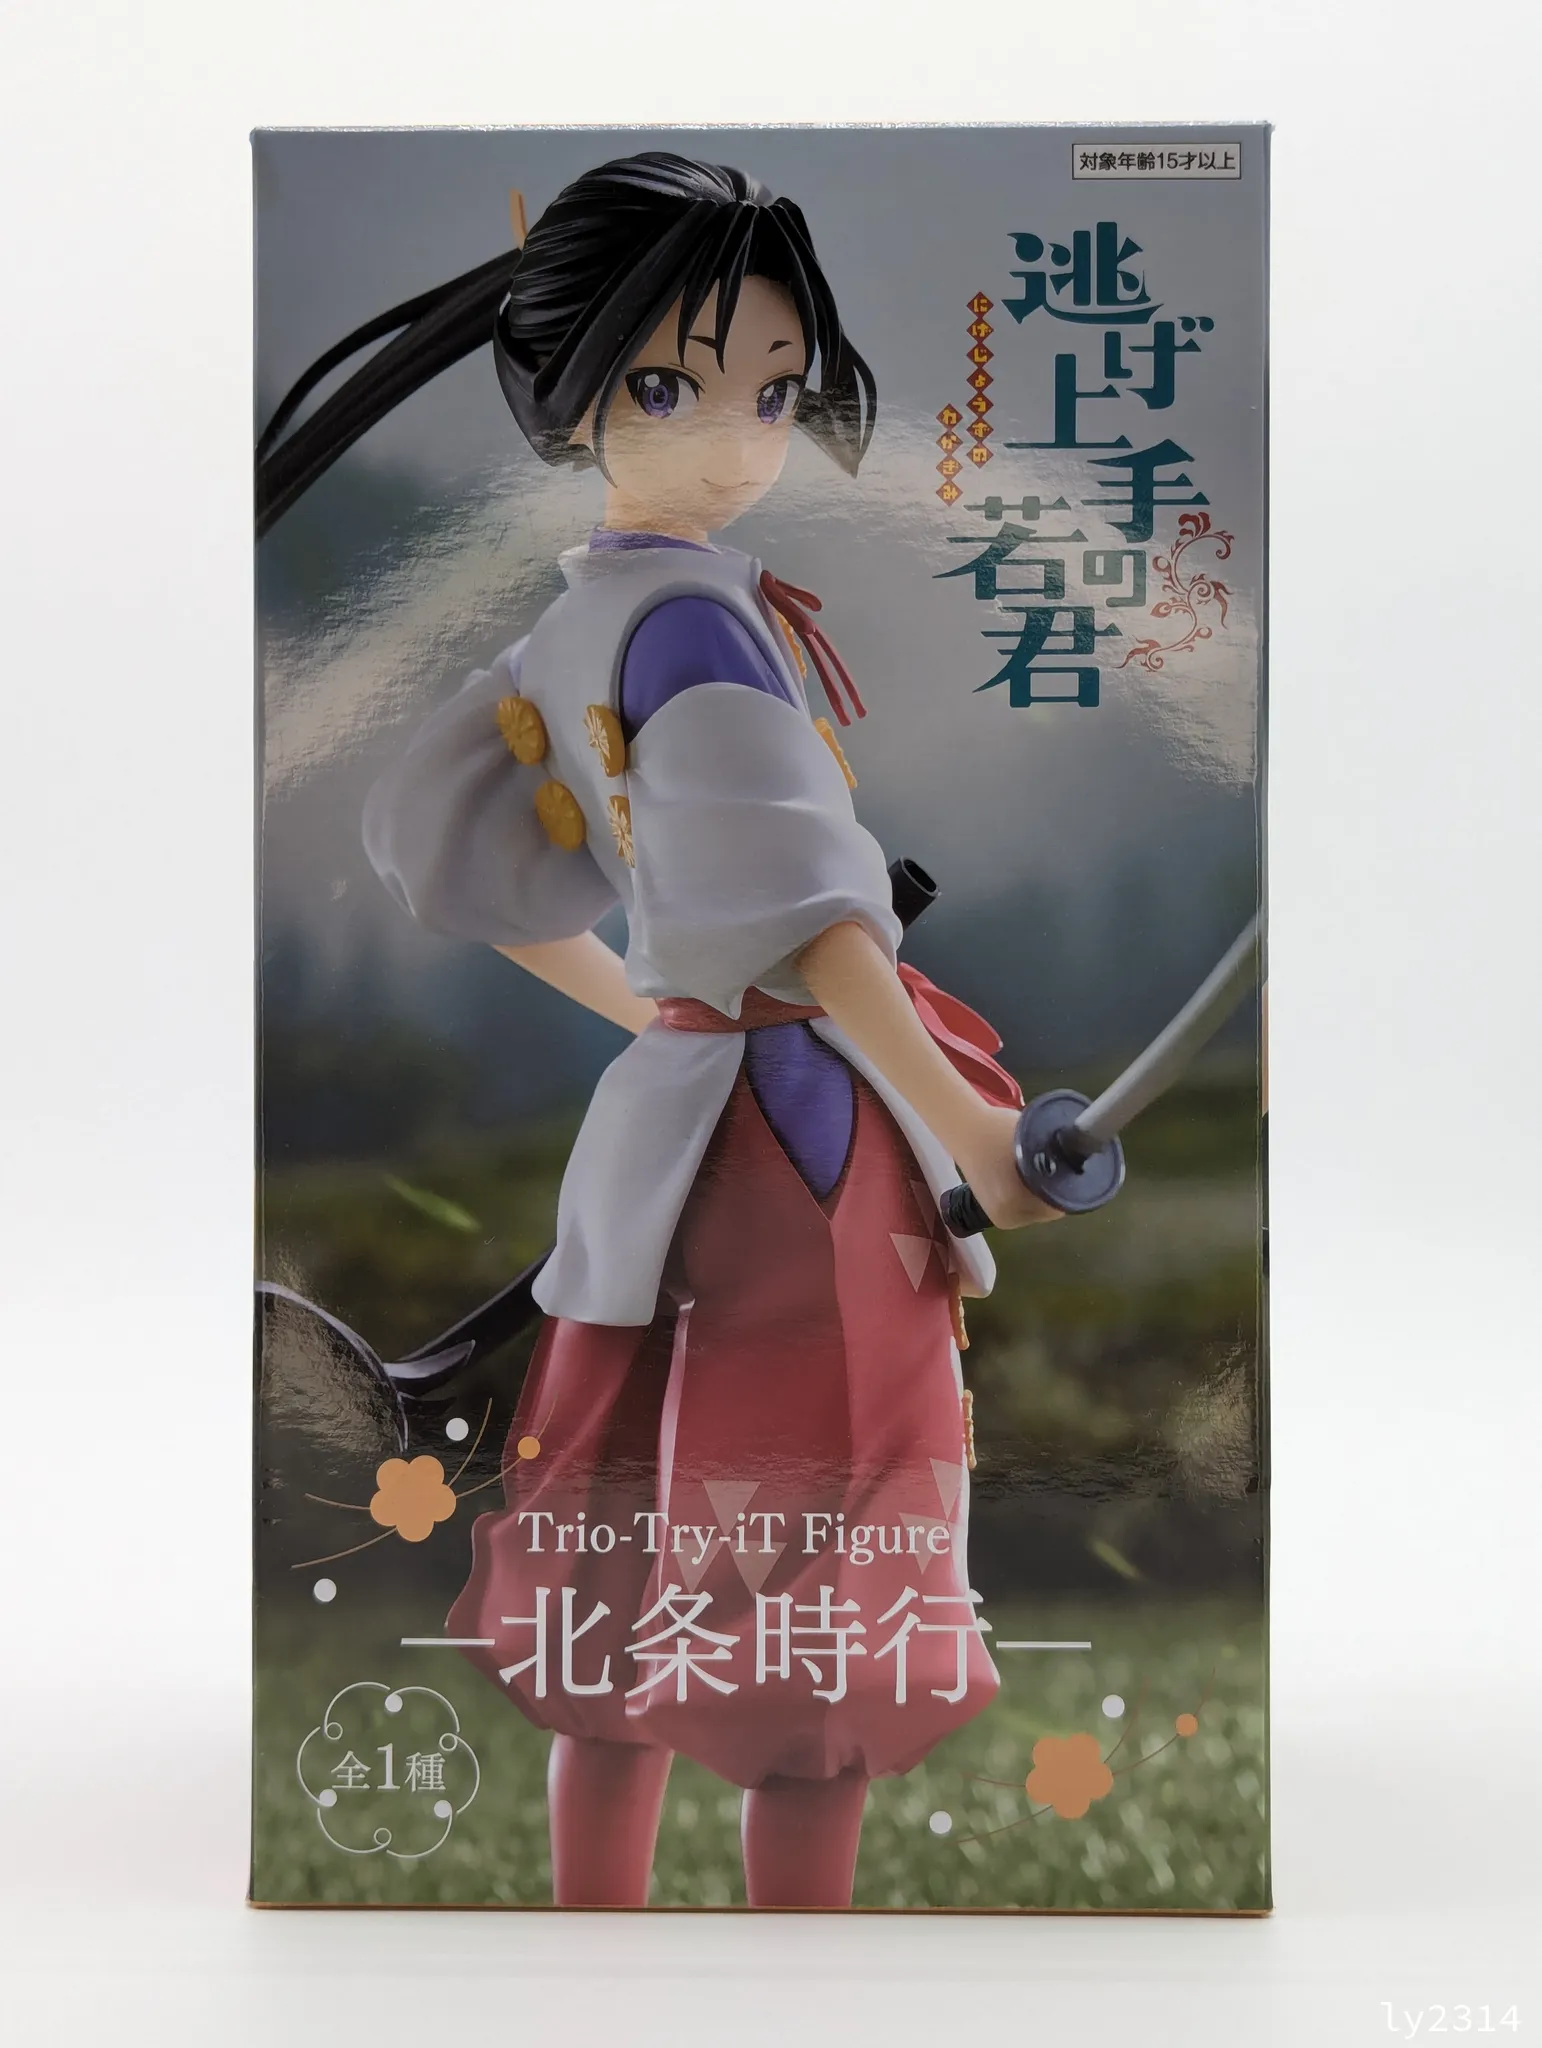 対象年齢15才以上
逃げ上手の若君
にげじょうずの
わかぎみ
Trio-Try-iT Figure
北条時行
全1種
ly2314